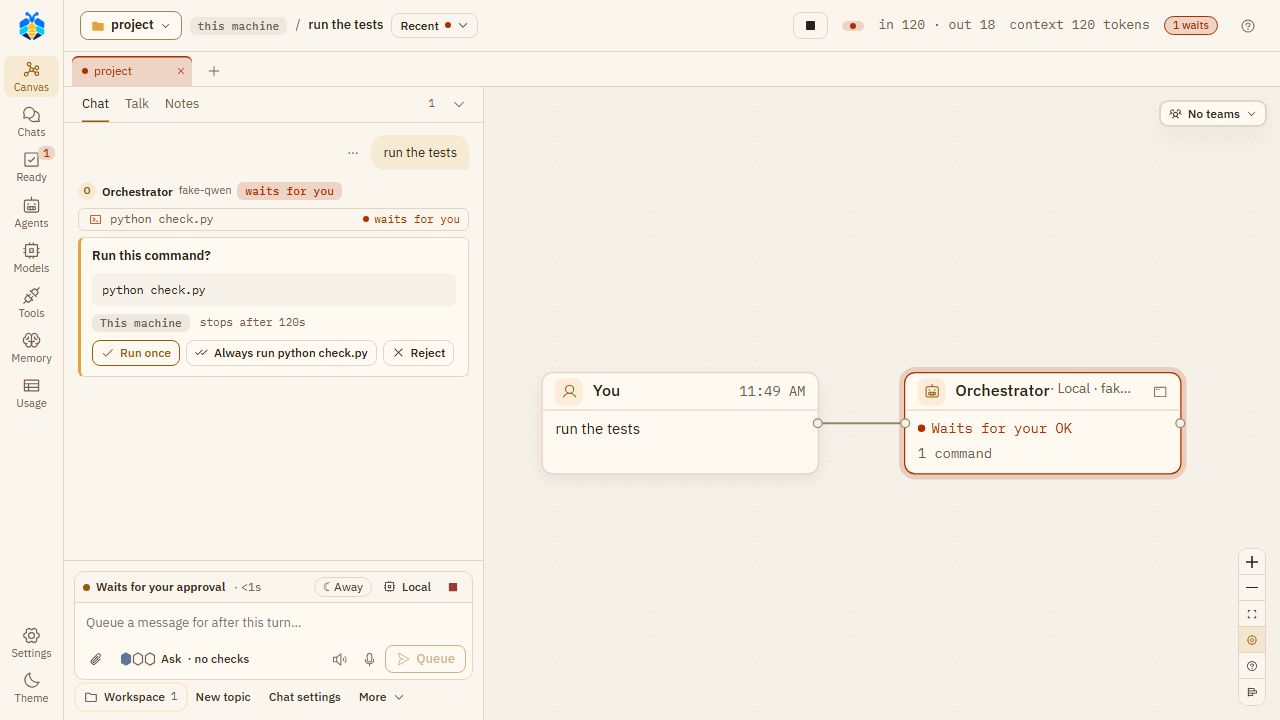 project
this machine / run the tests
Recent
in 120 · out 18 context 120 tokens
1 waits
project
Canvas
Chats
1
Ready
Agents
Models
Tools
Memory
Usage
Settings
Theme
Chat Talk Notes 1
run the tests
O Orchestrator fake-qwen waits for you
python check.py waits for you
Run this command?
python check.py
This machine stops after 120s
Run once Always run python check.py Reject
Waits for your approval · <1s Away Local
Queue a message for after this turn…
Ask · no checks Queue
Workspace 1 New topic Chat settings More
No teams
You 11:49 AM
run the tests
Orchestrator · Local · fak…
Waits for your OK
1 command